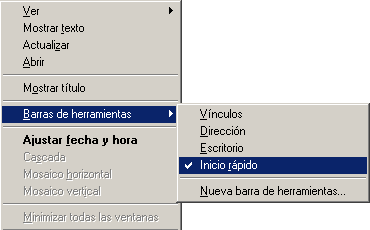 Ver
Mostrar texto
Actualizar
Abrir
Mostrar título
Barras de herramientas
Ajustar fecha y hora
Cascada
Mosaico horizontal
Mosaico vertical
Minimizar todas las ventanas
Vínculos
Dirección
Escritorio
Inicio rápido
Nueva barra de herramientas...